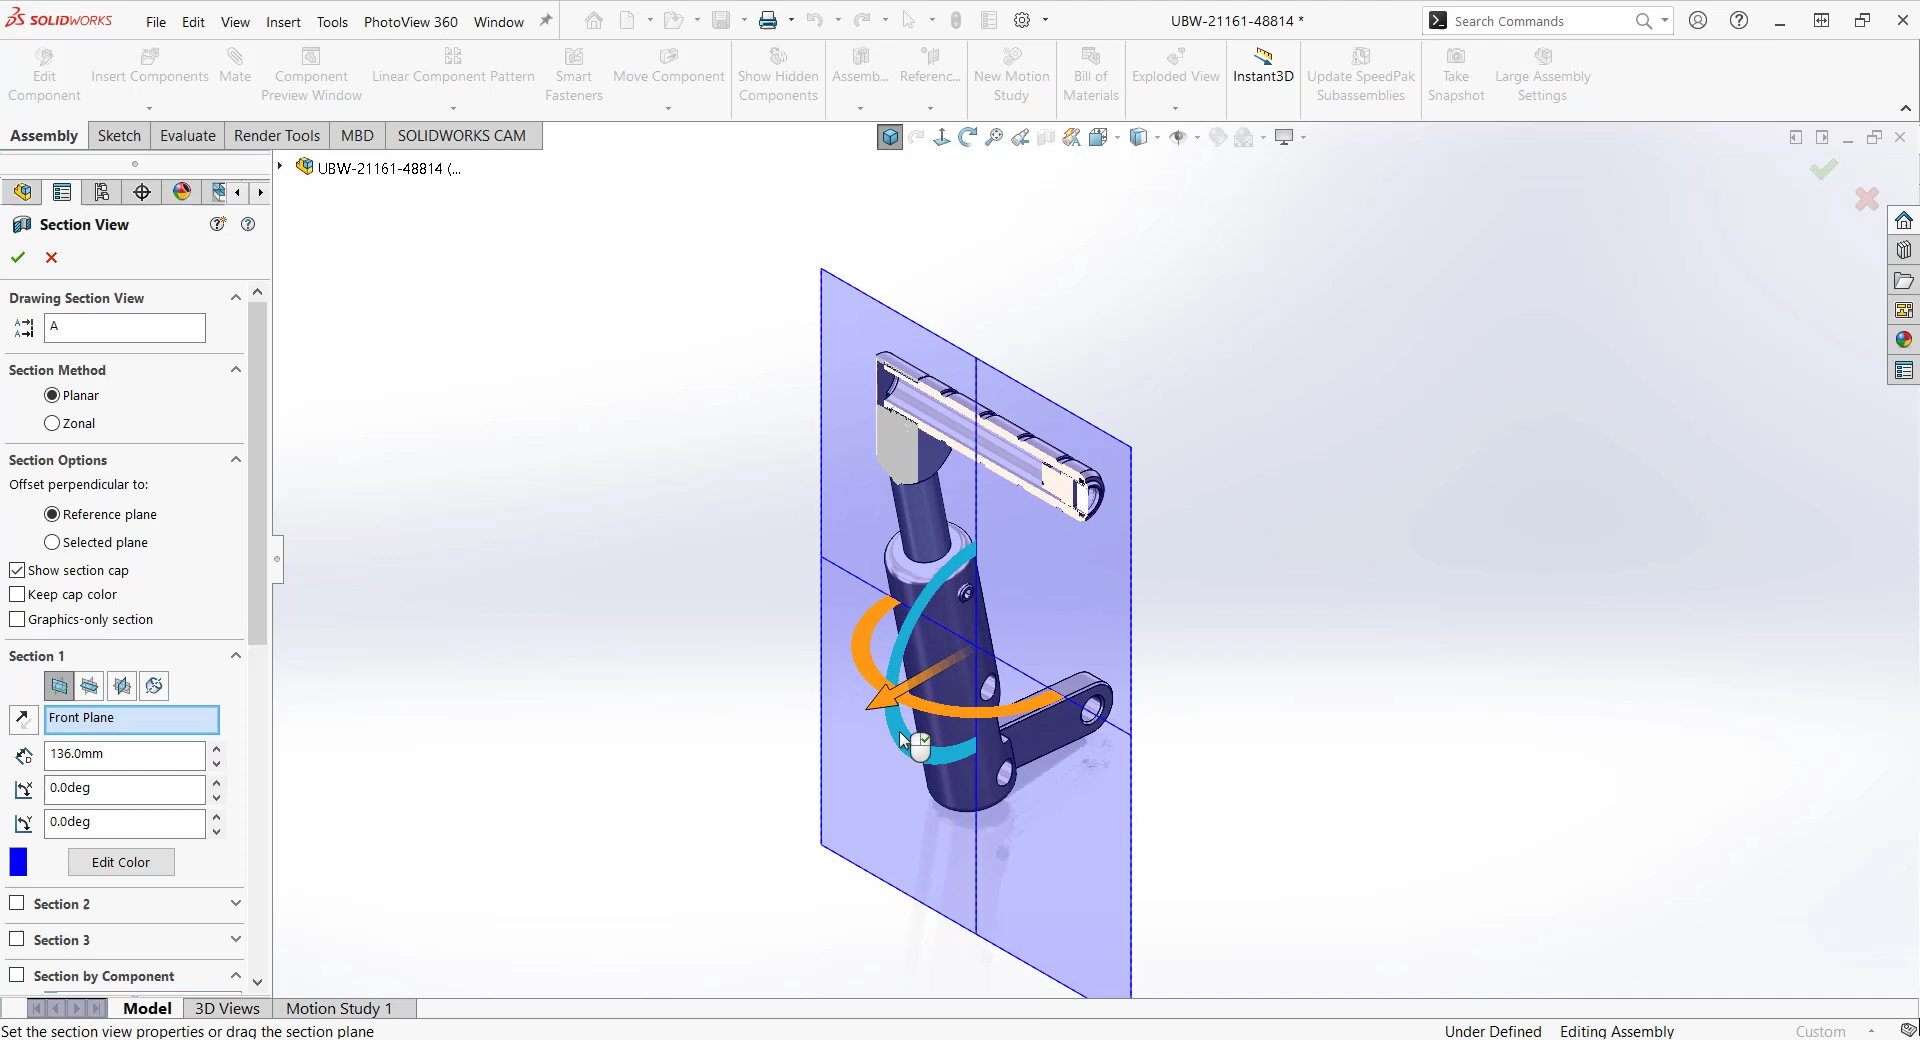 SOLIDWORKS File Edit View Insert Tools PhotoView 360 Window UBW-21161-48814 * Search Commands
Edit Component Insert Components Mate Component Preview Window Linear Component Pattern Smart Fasteners Move Component Show Hidden Components Assemb... Referenc... New Motion Study Bill of Materials Exploded View Instant3D Update SpeedPak Subassemblies Take Snapshot Large Assembly Settings
Assembly Sketch Evaluate Render Tools MBD SOLIDWORKS CAM
UBW-21161-48814 (...
Section View
Drawing Section View
A
Section Method
Planar
Zonal
Section Options
Offset perpendicular to:
Reference plane
Selected plane
Show section cap
Keep cap color
Graphics-only section
Section 1
Front Plane
136.0mm
0.0deg
0.0deg
Edit Color
Section 2
Section 3
Section by Component
Model 3D Views Motion Study 1
Set the section view properties or drag the section plane Under Defined Editing Assembly Custom